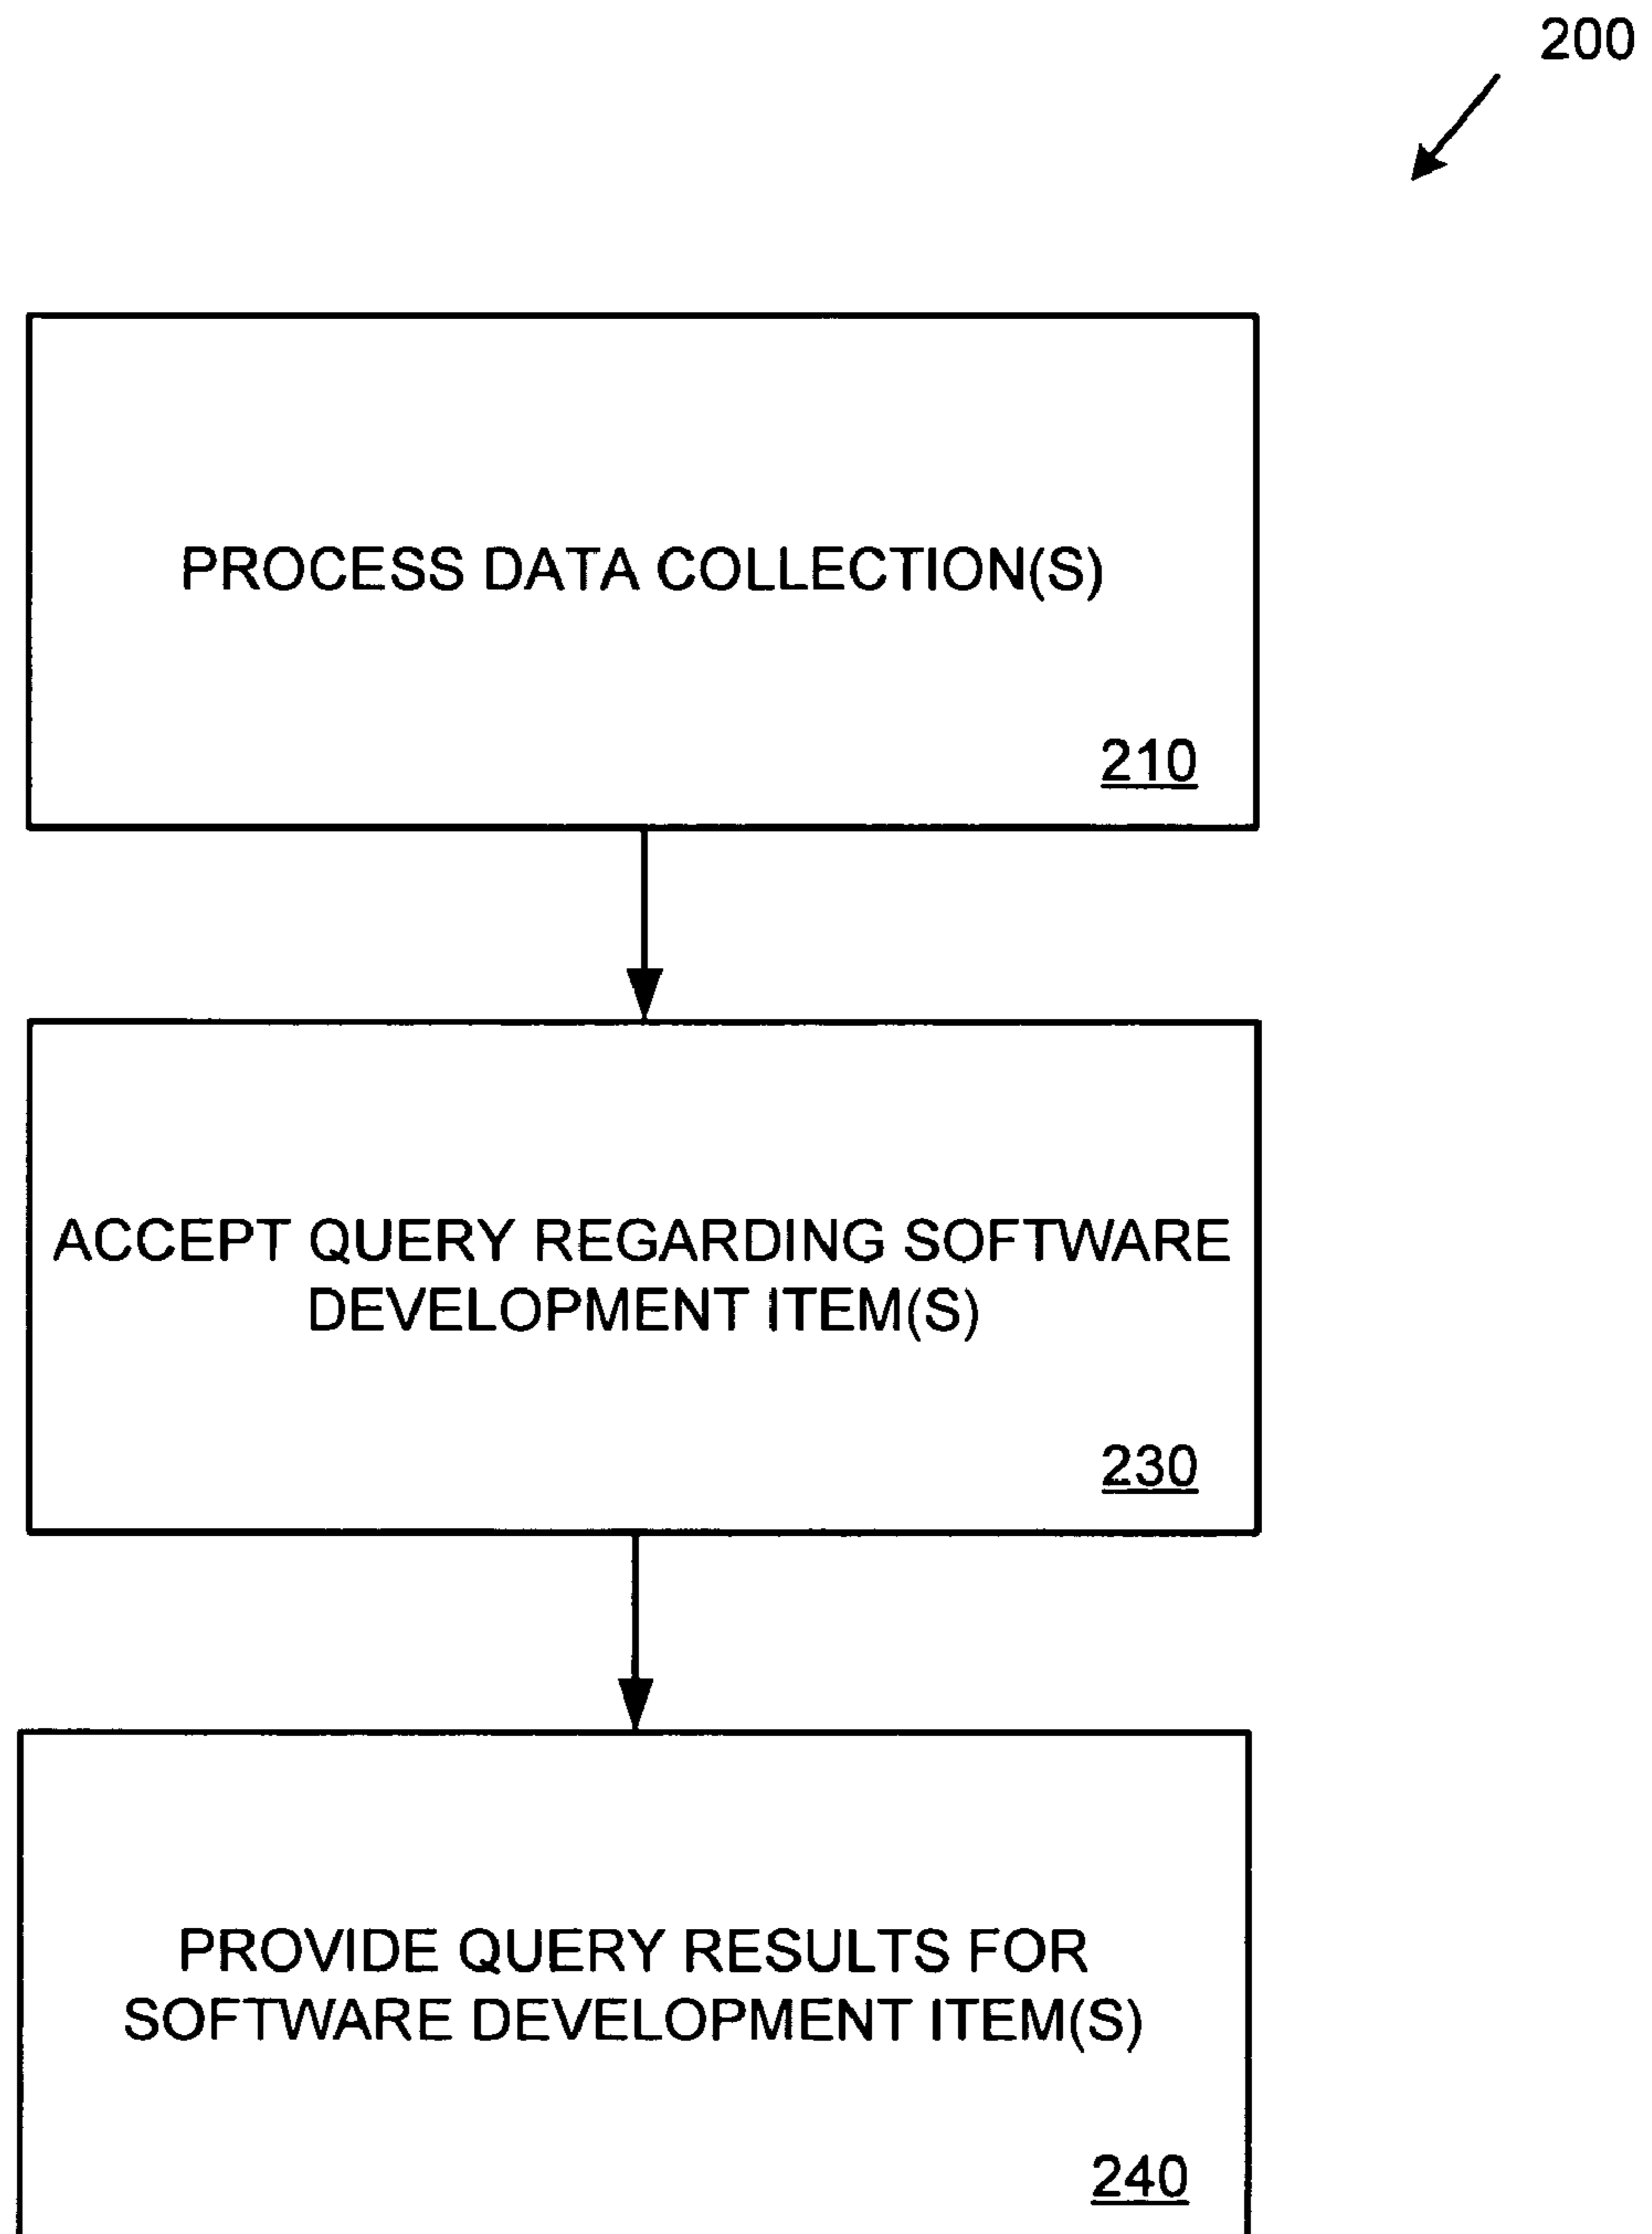 200
PROCESS DATA COLLECTION(S)
210
ACCEPT QUERY REGARDING SOFTWARE
DEVELOPMENT ITEM(S)
230
PROVIDE QUERY RESULTS FOR
SOFTWARE DEVELOPMENT ITEM(S)
240